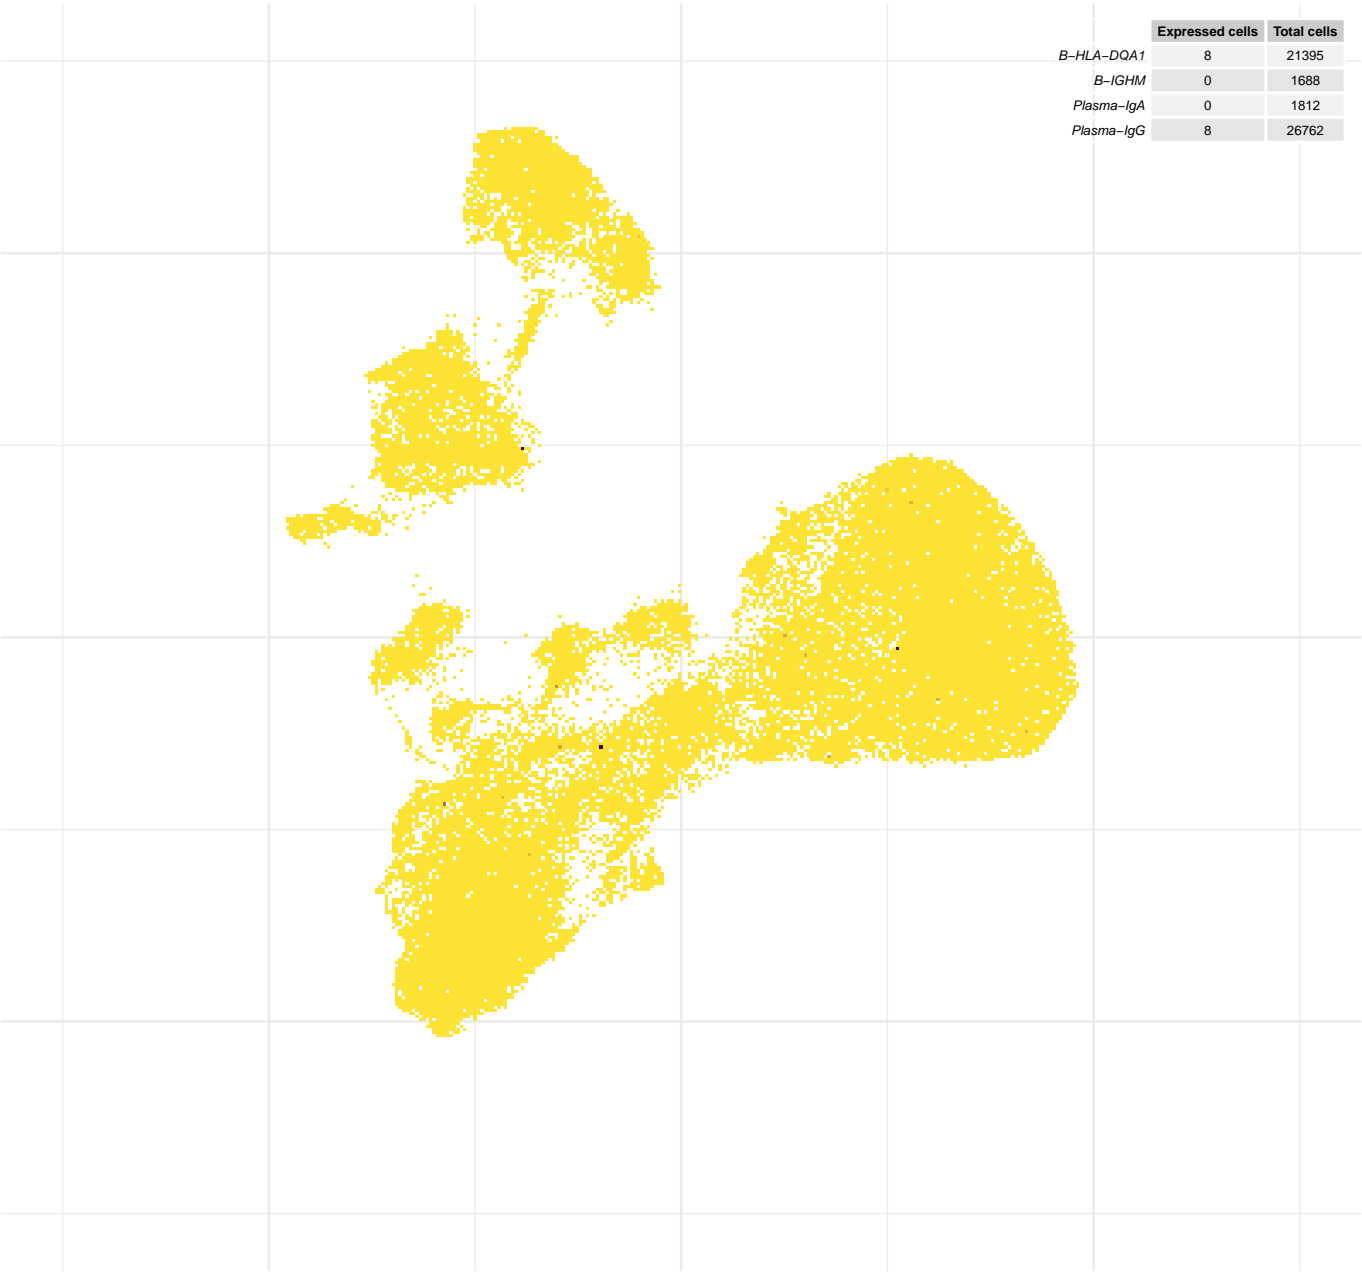 Expressed cells Total cells
B−HLA−DQA1 8 21395
B−IGHM 0 1688
Plasma−IgA 0 1812
Plasma−IgG 8 26762